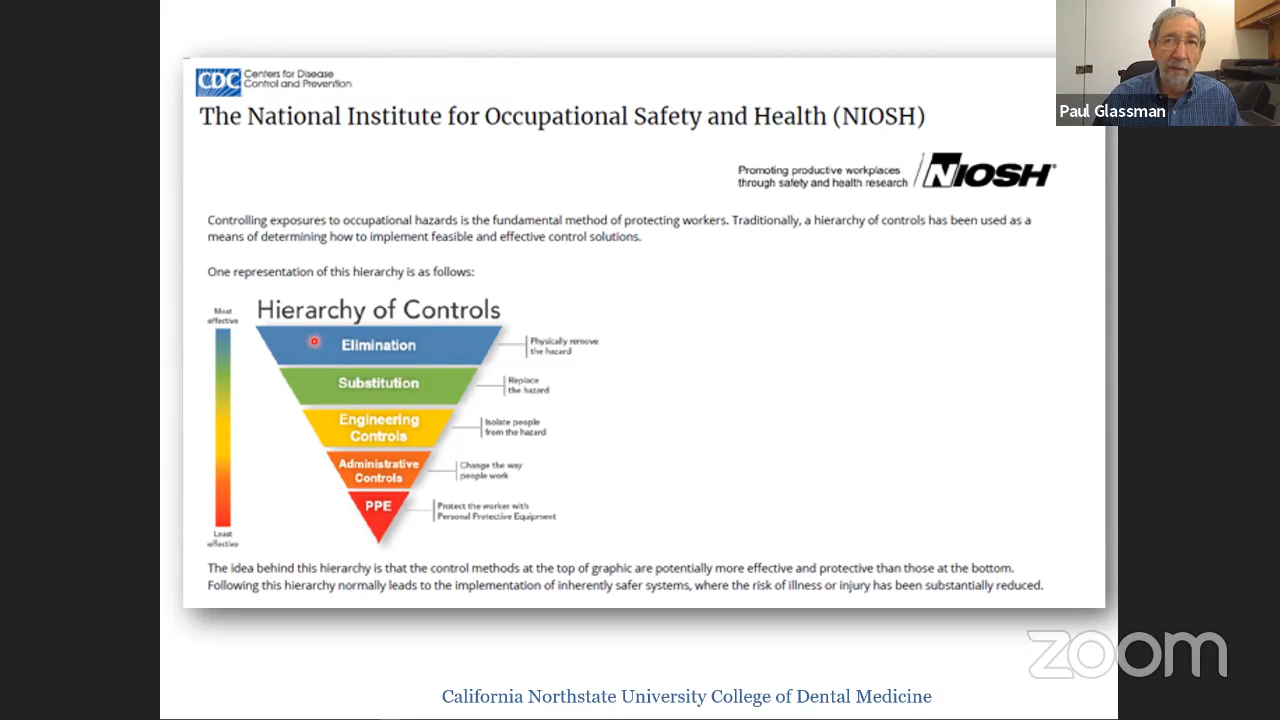 CDC Centers for Disease
Control and Prevention
The National Institute for Occupational Safety and Health (NIOSH)
Promoting productive workplaces
through safety and health research
NIOSH®
Controlling exposures to occupational hazards is the fundamental method of protecting workers. Traditionally, a hierarchy of controls has been used as a
means of determining how to implement feasible and effective control solutions.
One representation of this hierarchy is as follows:
Hierarchy of Controls
Most
effective
Elimination
Physically remove
the hazard
Substitution
Replace
the hazard
Engineering
Controls
Isolate people
from the hazard
Administrative
Controls
Change the way
people work
PPE
Protect the worker with
Personal Protective Equipment
Least
effective
The idea behind this hierarchy is that the control methods at the top of graphic are potentially more effective and protective than those at the bottom.
Following this hierarchy normally leads to the implementation of inherently safer systems, where the risk of illness or injury has been substantially reduced.
Paul Glassman
zoom
California Northstate University College of Dental Medicine